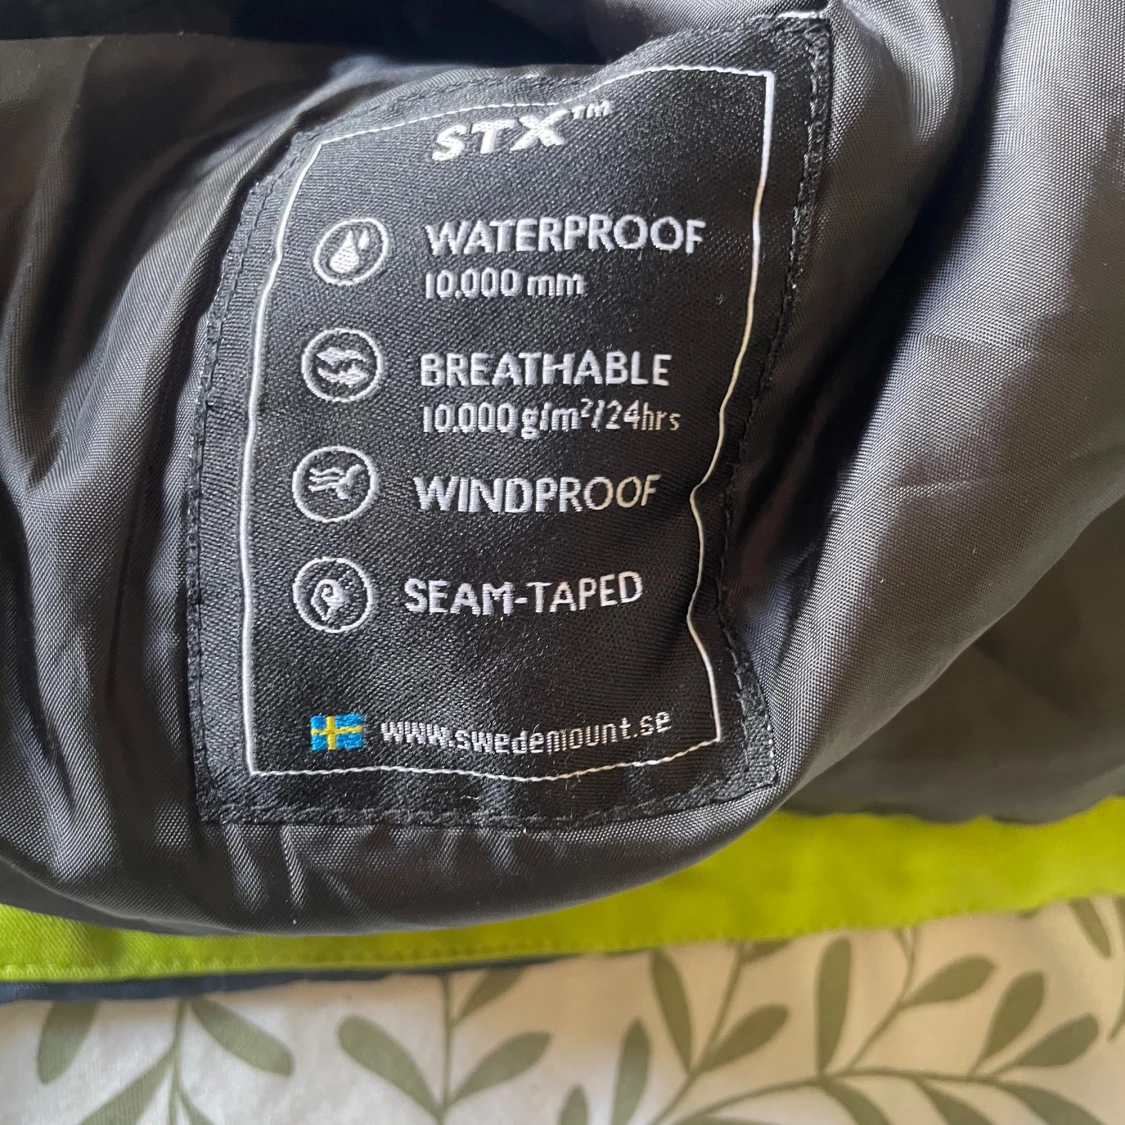 STX™
WATERPROOF
10.000 mm
BREATHABLE
10.000 g/m²/24hrs
WINDPROOF
SEAM-TAPED
www.swedemount.se